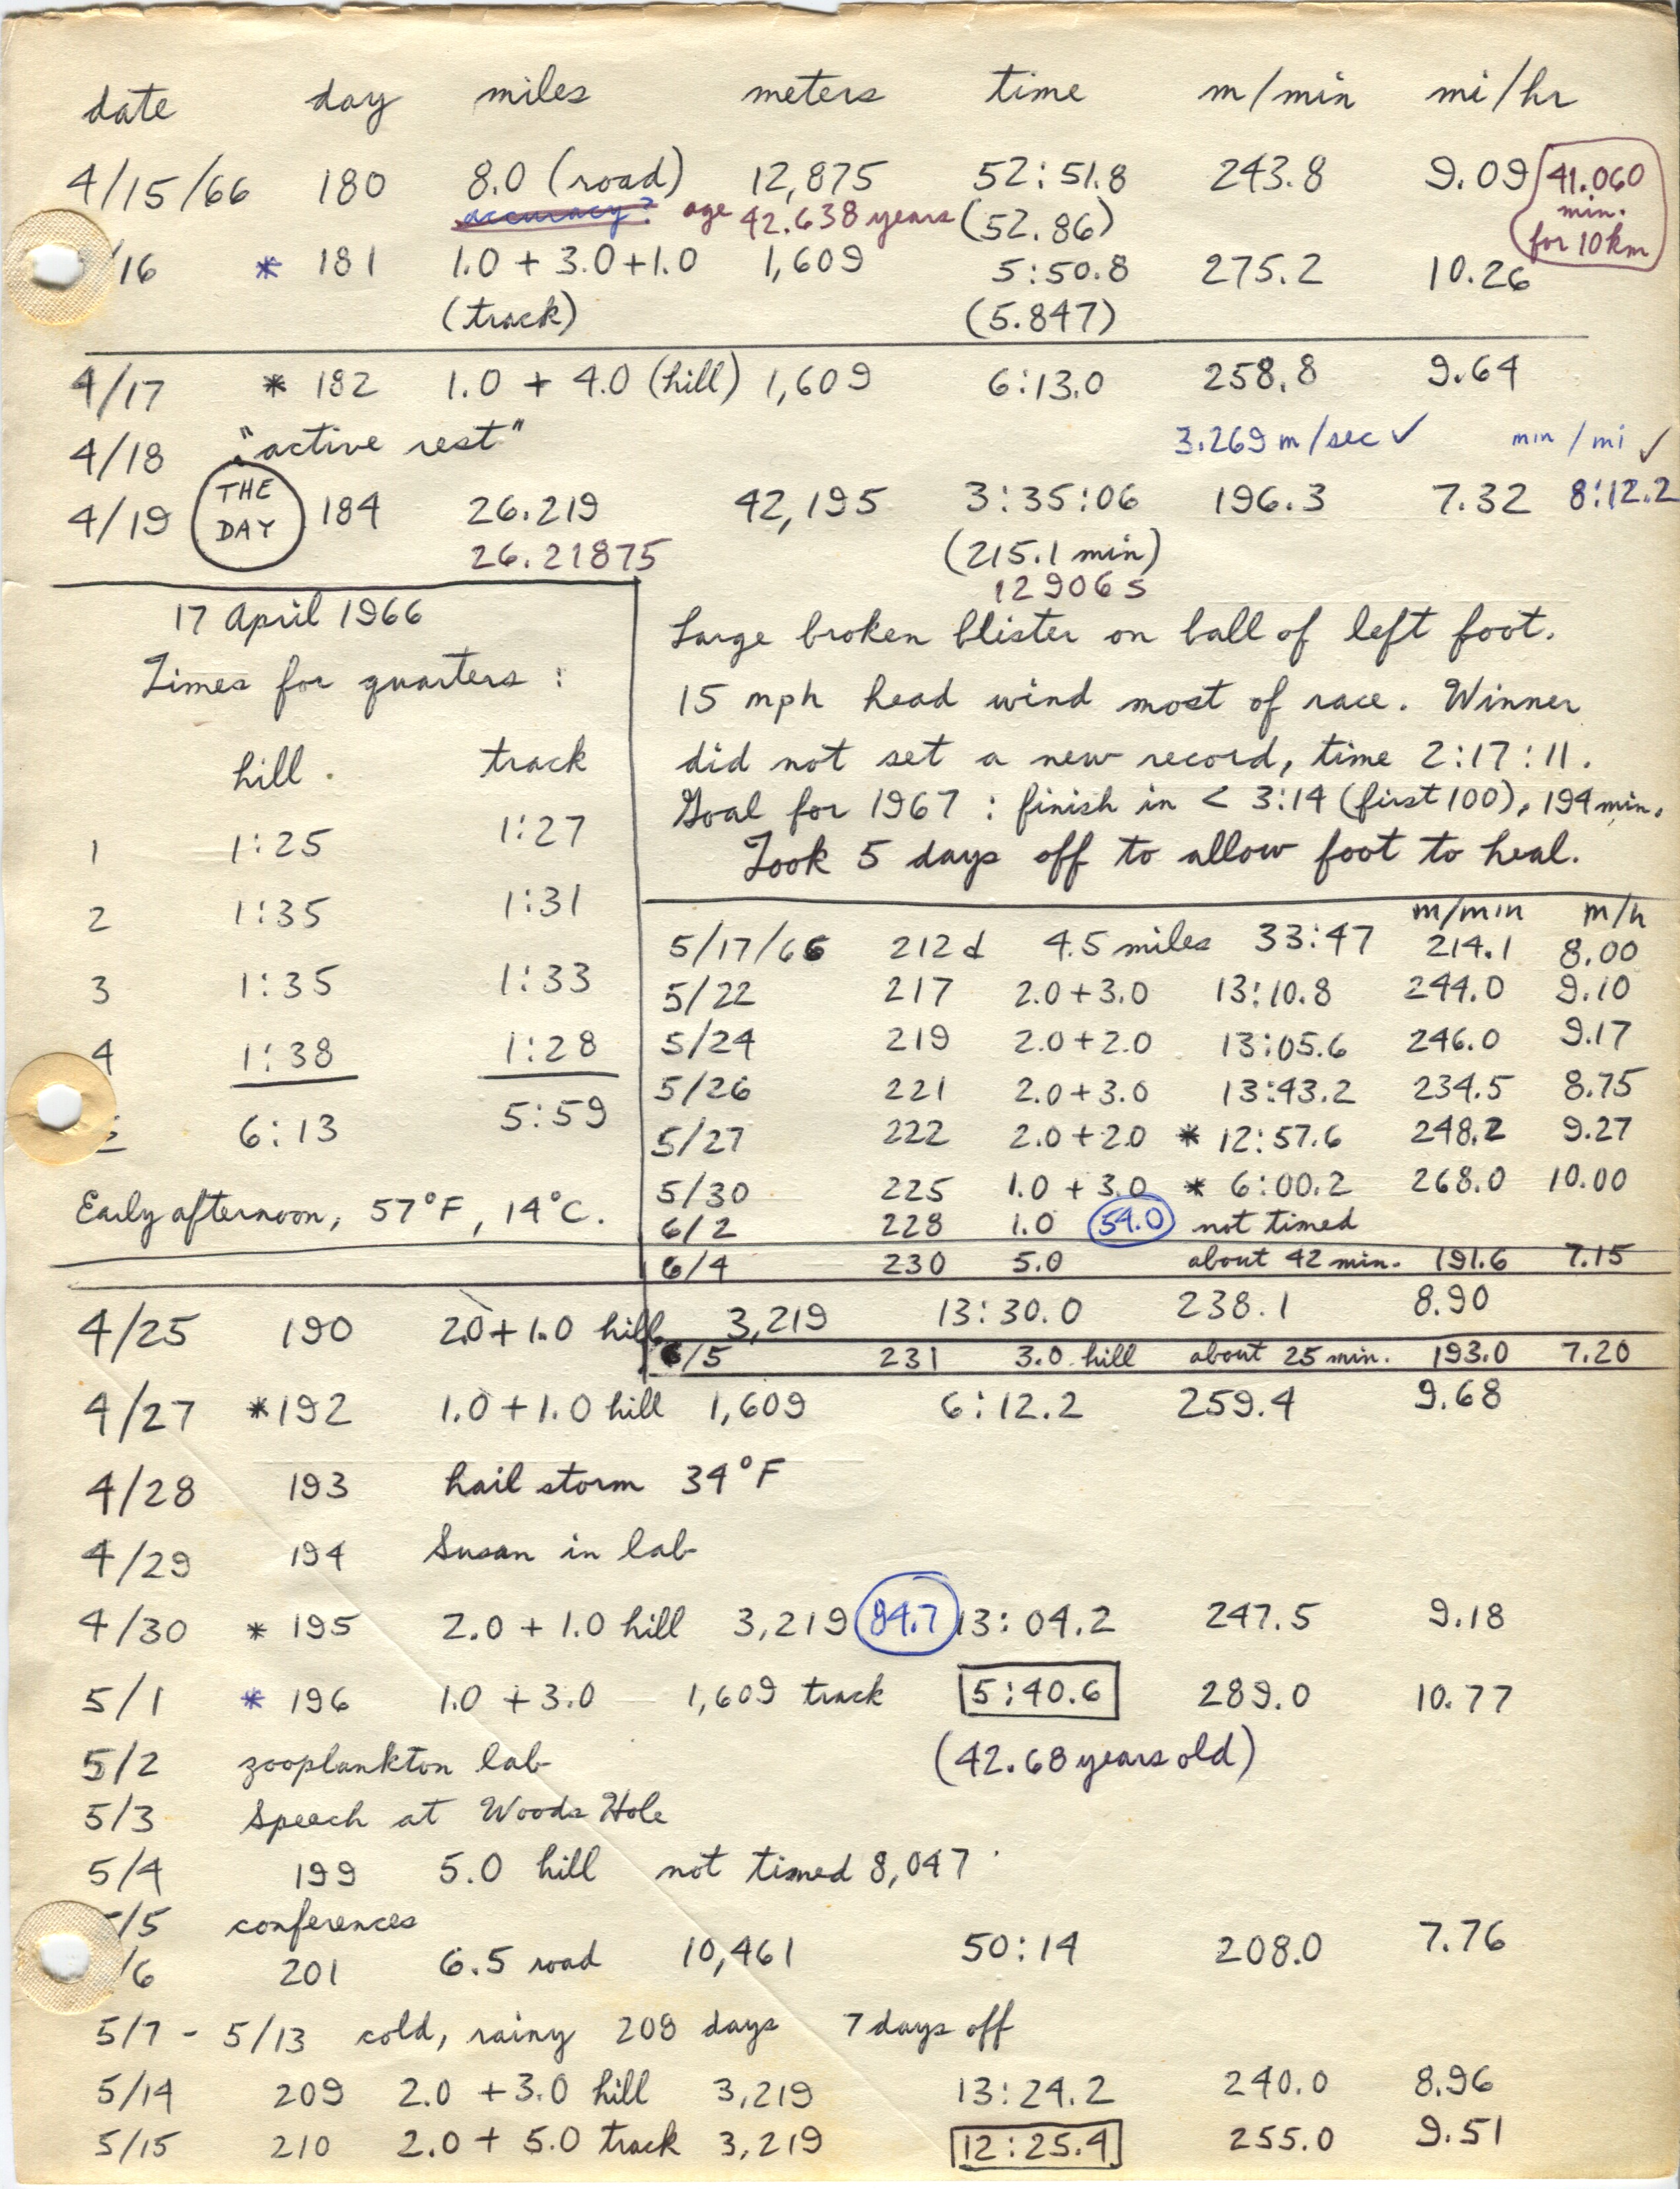 date day miles meters time m/min mi/hr
4/15/66 180 8.0 (road) 12,875 52:51.8 243.8 9.09
accuracy? age 42.638 years (52.86)
41.060
min.
for 10km
/16 * 181 1.0 + 3.0 + 1.0 1,609 5:50.8 275.2 10.26
(track) (5.847)
4/17 * 182 1.0 + 4.0 (hill) 1,609 6:13.0 258.8 9.64
4/18 "active rest" 3.269 m/sec ✓ min/mi ✓
4/19 THE DAY 184 26.219 42,195 3:35:06 196.3 7.32 8:12.2
26.21875 (215.1 min)
12906 s
17 April 1966
Times for quarters :
hill . track
1 1:25 1:27
2 1:35 1:31
3 1:35 1:33
4 1:38 1:28
6:13 5:59
Early afternoon, 57°F, 14°C.
Large broken blister on ball of left foot.
15 mph head wind most of race. Winner
did not set a new record, time 2:17:11.
Goal for 1967 : finish in < 3:14 (first 100), 194 min.
Took 5 days off to allow foot to heal.
m/min m/h
5/17/66 212 d 4.5 miles 33:47 214.1 8.00
5/22 217 2.0 + 3.0 13:10.8 244.0 9.10
5/24 219 2.0 + 2.0 13:05.6 246.0 9.17
5/26 221 2.0 + 3.0 13:43.2 234.5 8.75
5/27 222 2.0 + 2.0 * 12:57.6 248.2 9.27
5/30 225 1.0 + 3.0 * 6:00.2 268.0 10.00
6/2 228 1.0 54.0 not timed
6/4 230 5.0 about 42 min. 191.6 7.15
4/25 190 2.0 + 1.0 hill 3,219 13:30.0 238.1 8.90
6/5 231 3.0 hill about 25 min. 193.0 7.20
4/27 * 192 1.0 + 1.0 hill 1,609 6:12.2 259.4 9.68
4/28 193 hail storm 34°F
4/29 194 Susan in lab
4/30 * 195 2.0 + 1.0 hill 3,219 84.7 13:04.2 247.5 9.18
5/1 * 196 1.0 + 3.0 1,609 track 5:40.6 289.0 10.77
5/2 zooplankton lab (42.68 years old)
5/3 Speech at Woods Hole
5/4 199 5.0 hill not timed 8,047
/5 conferences
/6 201 6.5 road 10,461 50:14 208.0 7.76
5/7 - 5/13 cold, rainy 208 days 7 days off
5/14 209 2.0 + 3.0 hill 3,219 13:24.2 240.0 8.96
5/15 210 2.0 + 5.0 track 3,219 12:25.4 255.0 9.51